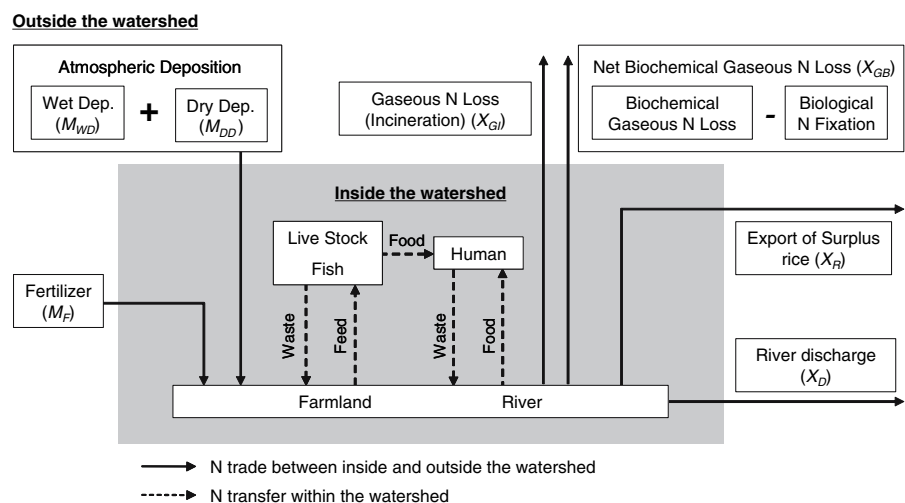 Outside the watershed
Atmospheric Deposition
Wet Dep.
(M_WD)
+
Dry Dep.
(M_DD)
Gaseous N Loss
(Incineration) (X_GI)
Net Biochemical Gaseous N Loss (X_GB)
Biochemical
Gaseous N Loss
-
Biological
N Fixation
Inside the watershed
Live Stock
Fish
Food
Human
Export of Surplus
rice (X_R)
Fertilizer
(M_F)
Waste
Feed
Waste
Food
River discharge
(X_D)
Farmland
River
N trade between inside and outside the watershed
N transfer within the watershed